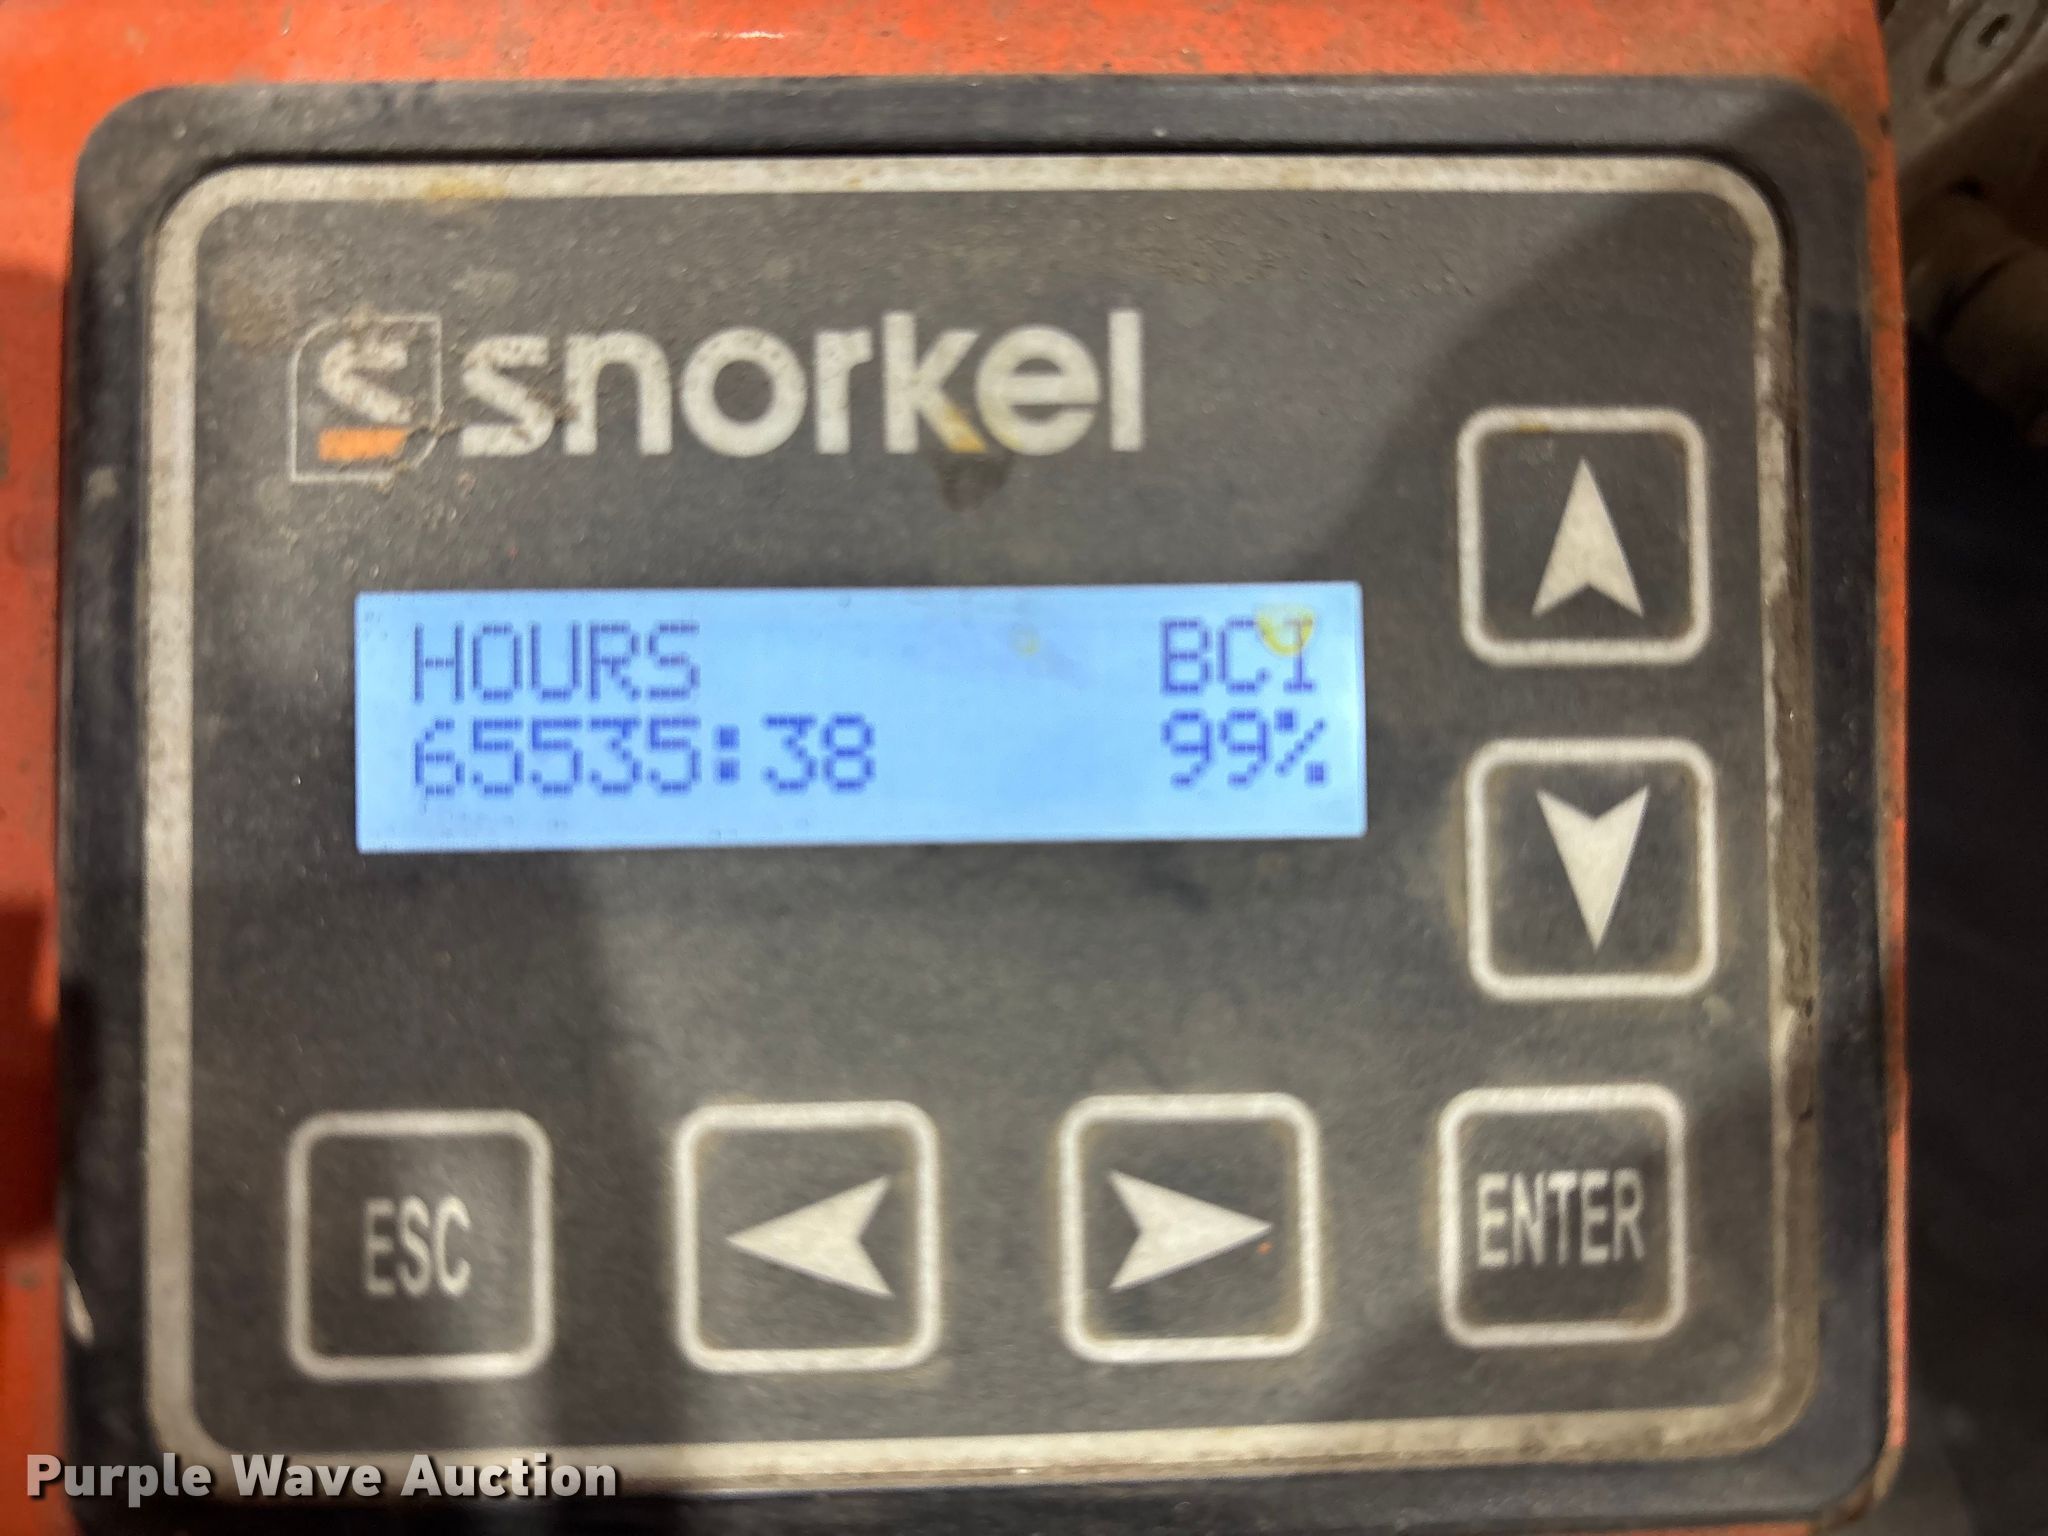 snorkel
HOURS BCI
65535:38 99%
ESC ENTER
Purple Wave Auction